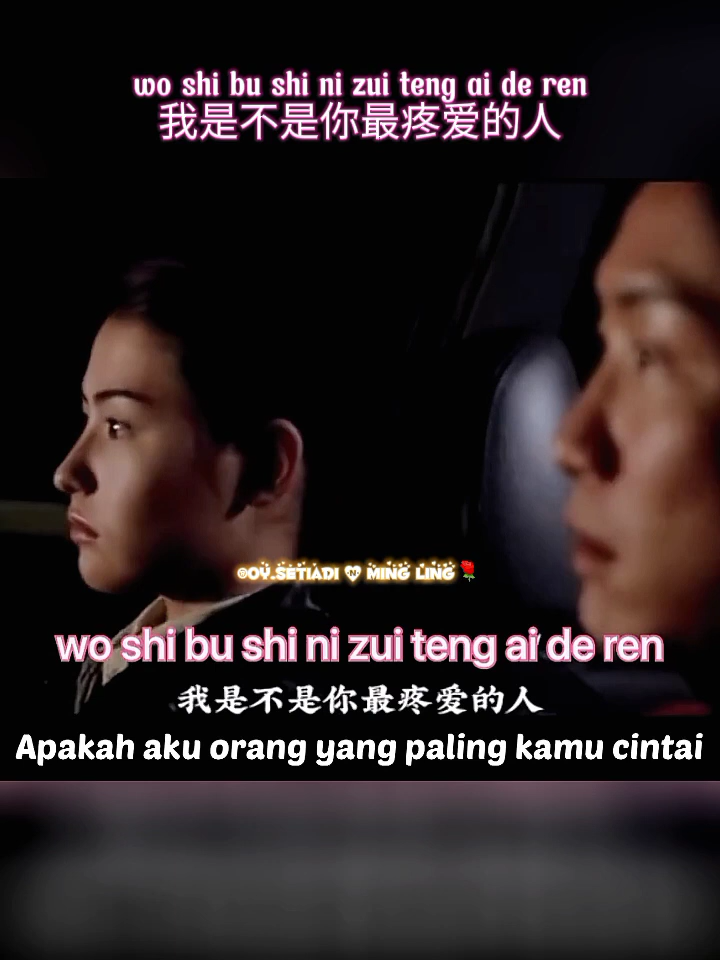 wo shi bu shi ni zui teng ai de ren
我是不是你最疼爱的人
®OY.SETIADI MING LING
wo shi bu shi ni zui teng ai de ren
我是不是你最疼爱的人
Apakah aku orang yang paling kamu cintai